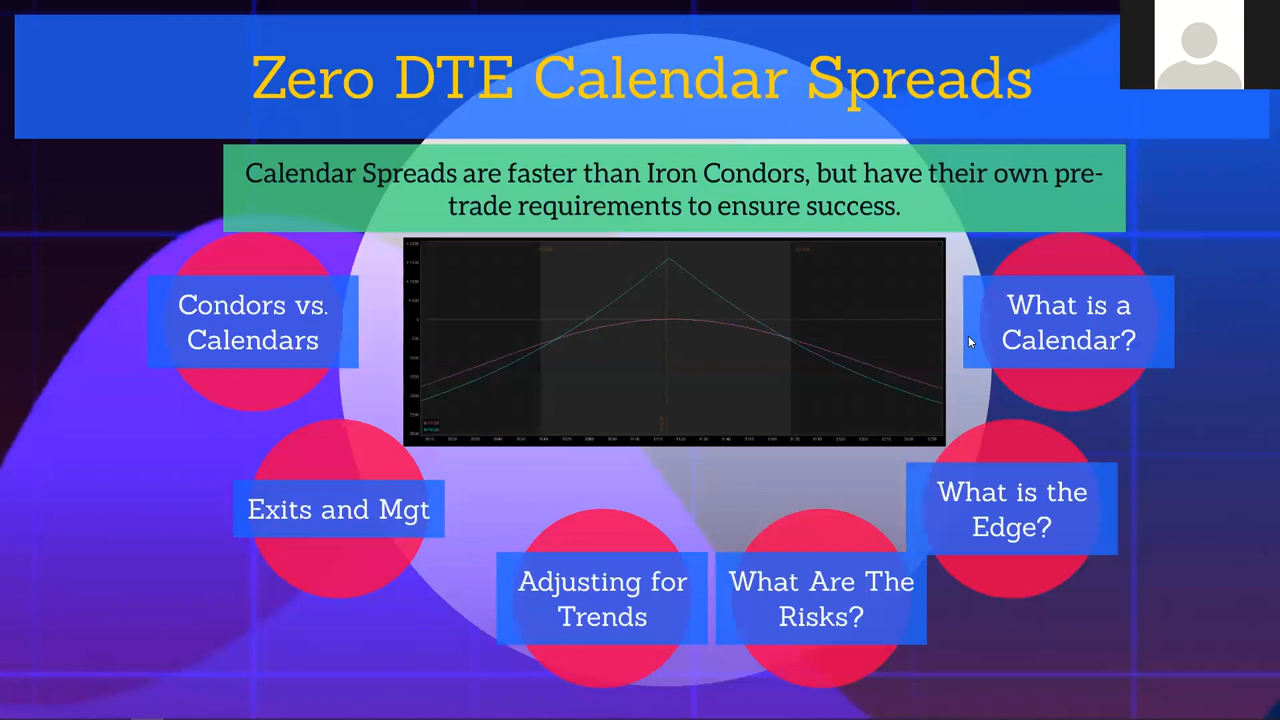 Zero DTE Calendar Spreads
Calendar Spreads are faster than Iron Condors, but have their own pre-
trade requirements to ensure success.
Condors vs.
Calendars
What is a
Calendar?
Exits and Mgt
What is the
Edge?
Adjusting for
Trends
What Are The
Risks?